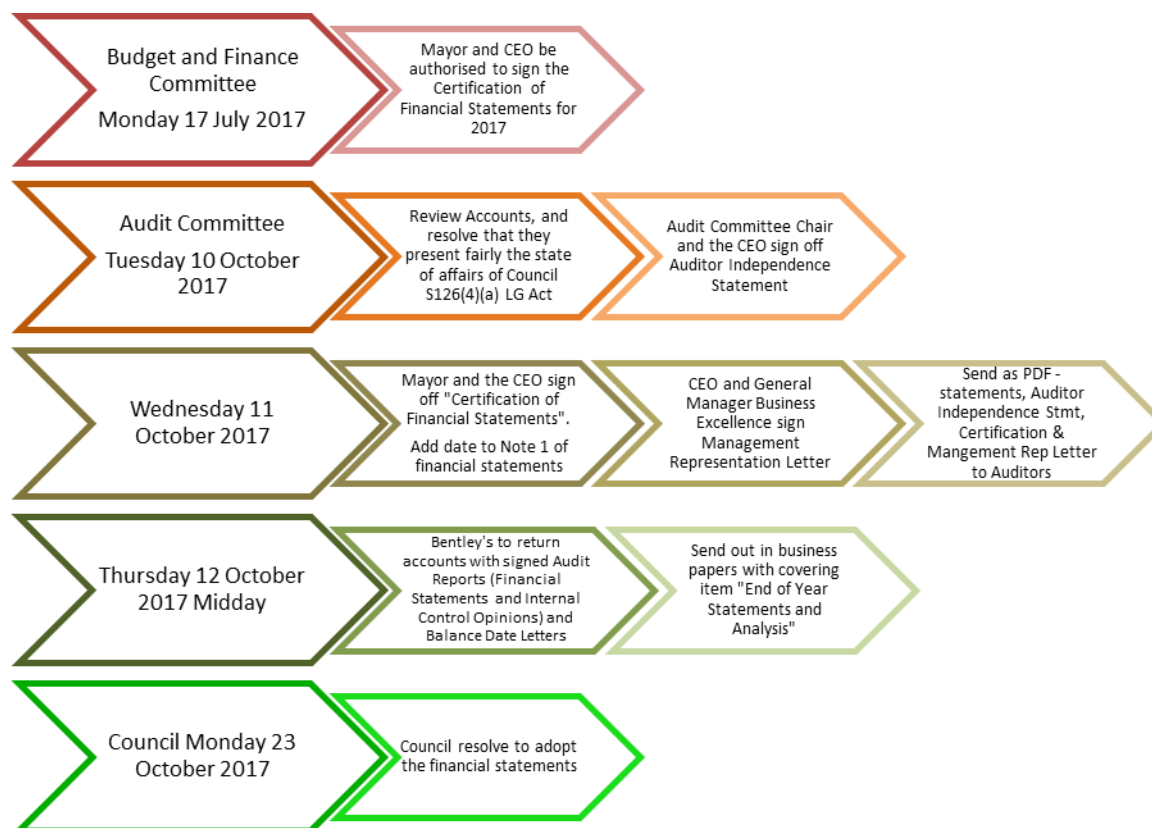 Budget and Finance
Committee
Monday 17 July 2017
Mayor and CEO be
authorised to sign the
Certification of
Financial Statements for
2017
Audit Committee
Tuesday 10 October
2017
Review Accounts, and
resolve that they
present fairly the state
of affairs of Council
S126(4)(a) LG Act
Audit Committee Chair
and the CEO sign off
Auditor Independence
Statement
Wednesday 11
October 2017
Mayor and the CEO sign
off "Certification of
Financial Statements".
Add date to Note 1 of
financial statements
CEO and General
Manager Business
Excellence sign
Management
Representation Letter
Send as PDF -
statements, Auditor
Independence Stmt,
Certification &
Mangement Rep Letter
to Auditors
Thursday 12 October
2017 Midday
Bentley's to return
accounts with signed Audit
Reports (Financial
Statements and Internal
Control Opinions) and
Balance Date Letters
Send out in business
papers with covering
item "End of Year
Statements and
Analysis"
Council Monday 23
October 2017
Council resolve to adopt
the financial statements